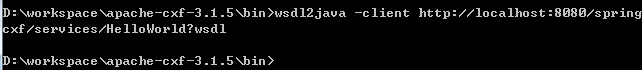 D:\workspace\apache-cxf-3.1.5\bin>wsdl2java -client http://localhost:8080/spring
cxf/services/HelloWorld?wsdl
D:\workspace\apache-cxf-3.1.5\bin>